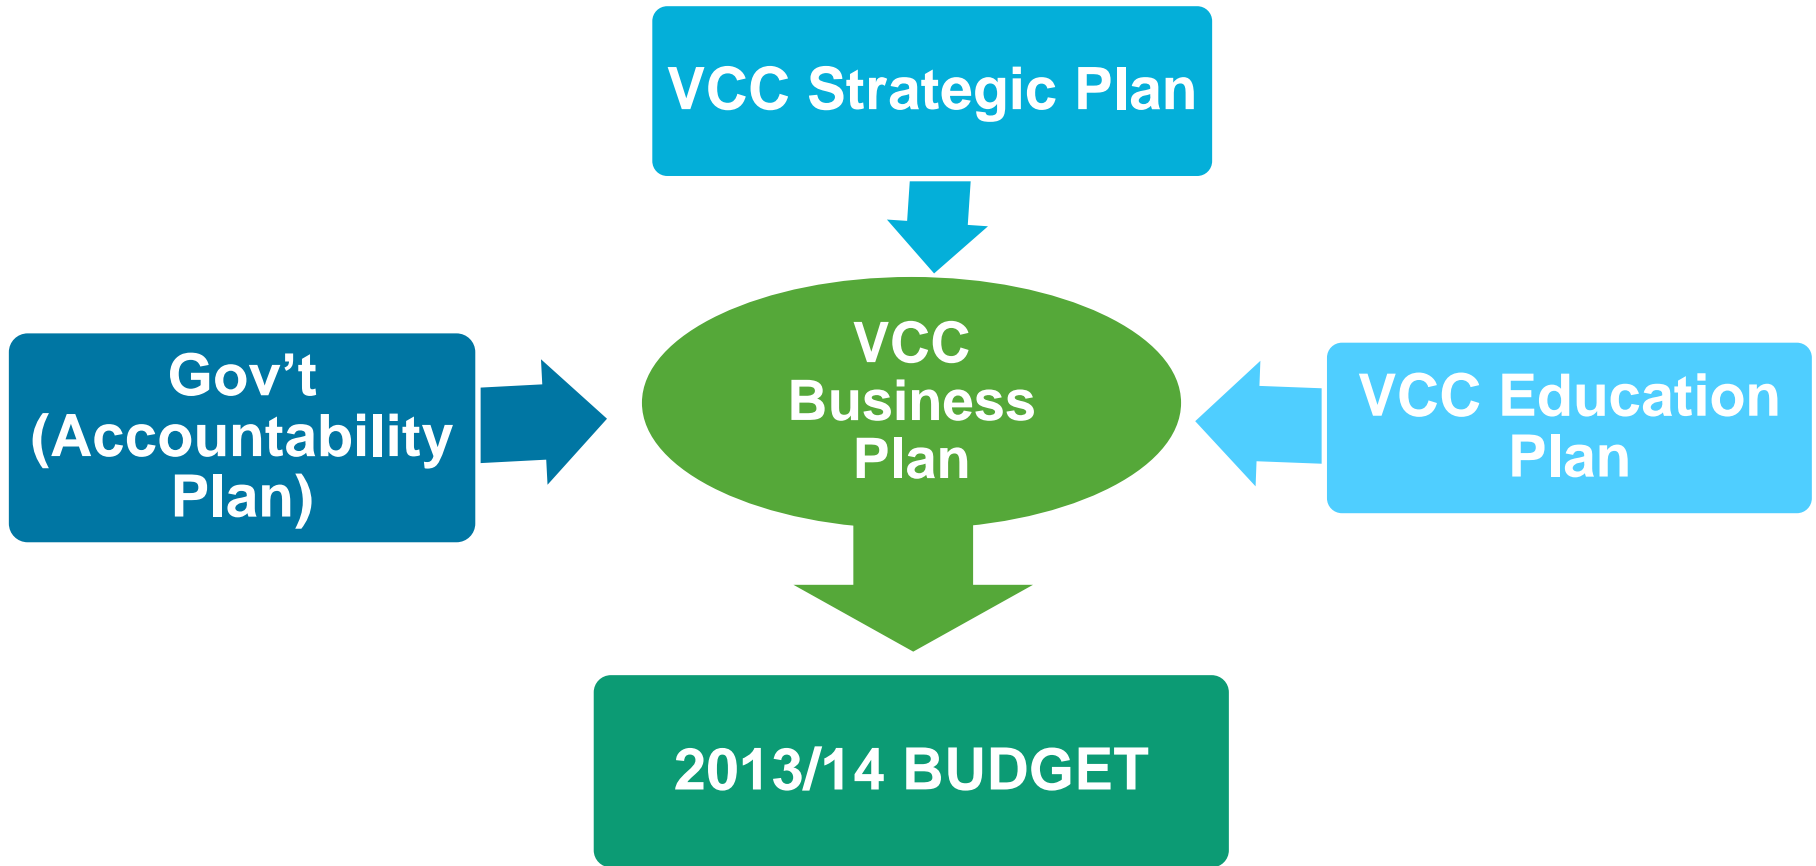 VCC Strategic Plan
Gov’t
(Accountability
Plan)
VCC
Business
Plan
VCC Education
Plan
2013/14 BUDGET